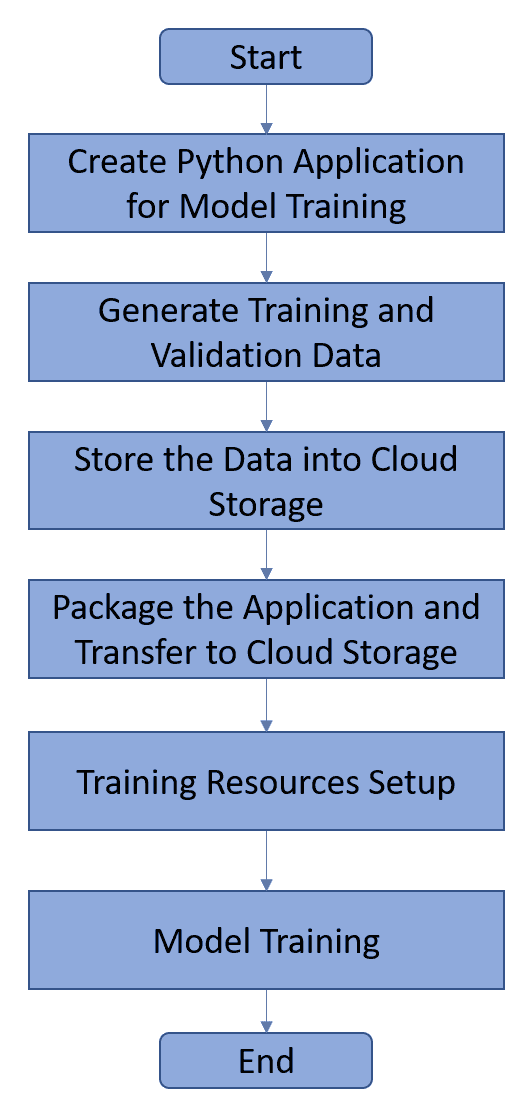 Start
Create Python Application
for Model Training
Generate Training and
Validation Data
Store the Data into Cloud
Storage
Package the Application and
Transfer to Cloud Storage
Training Resources Setup
Model Training
End